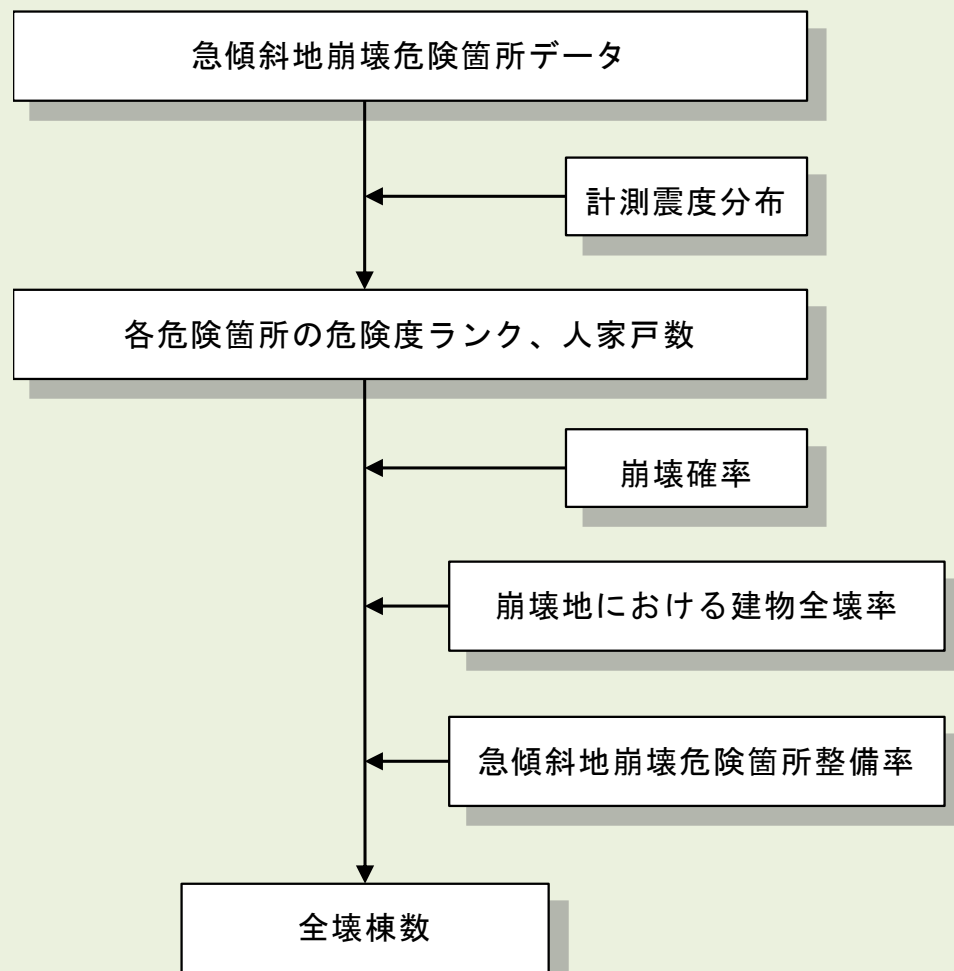 急傾斜地崩壊危険箇所データ
計測震度分布
各危険箇所の危険度ランク、人家戸数
崩壊確率
崩壊地における建物全壊率
急傾斜地崩壊危険箇所整備率
全壊棟数